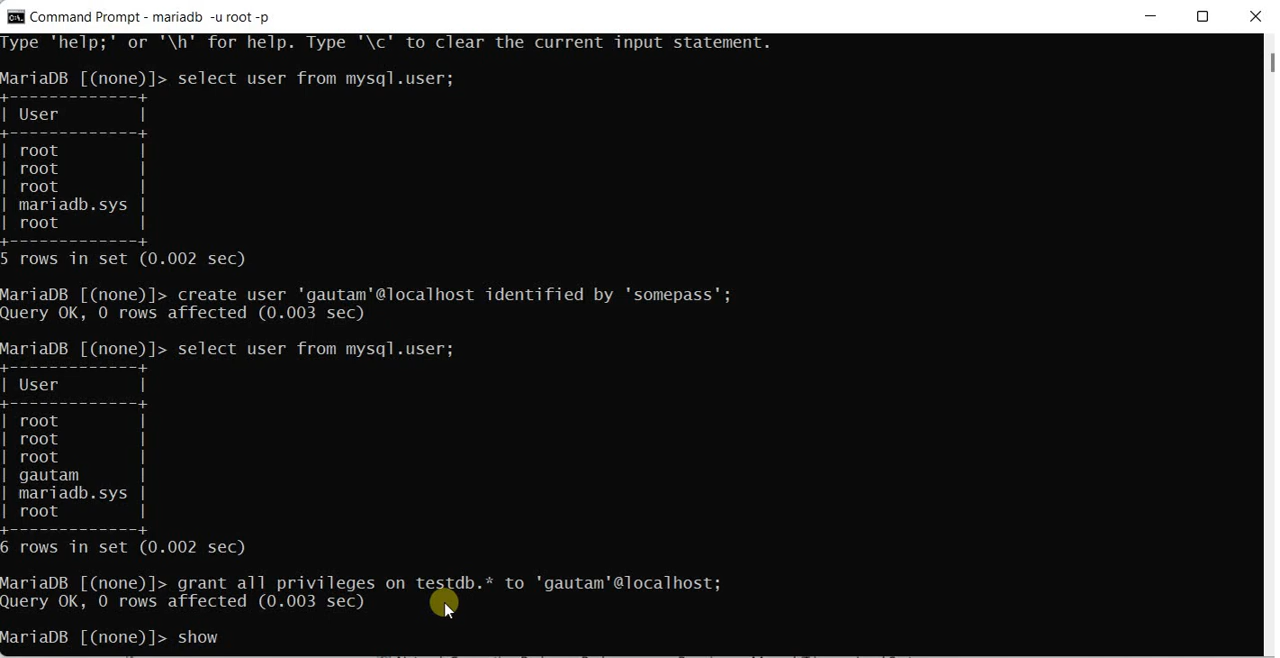 Command Prompt - mariadb -u root -p
Type 'help;' or '\h' for help. Type '\c' to clear the current input statement.
MariaDB [(none)]> select user from mysql.user;
+-------------+
| User        |
+-------------+
| root        |
| root        |
| root        |
| mariadb.sys |
| root        |
+-------------+
5 rows in set (0.002 sec)
MariaDB [(none)]> create user 'gautam'@localhost identified by 'somepass';
Query OK, 0 rows affected (0.003 sec)
MariaDB [(none)]> select user from mysql.user;
+-------------+
| User        |
+-------------+
| root        |
| root        |
| root        |
| gautam      |
| mariadb.sys |
| root        |
+-------------+
6 rows in set (0.002 sec)
MariaDB [(none)]> grant all privileges on testdb.* to 'gautam'@localhost;
Query OK, 0 rows affected (0.003 sec)
MariaDB [(none)]> show